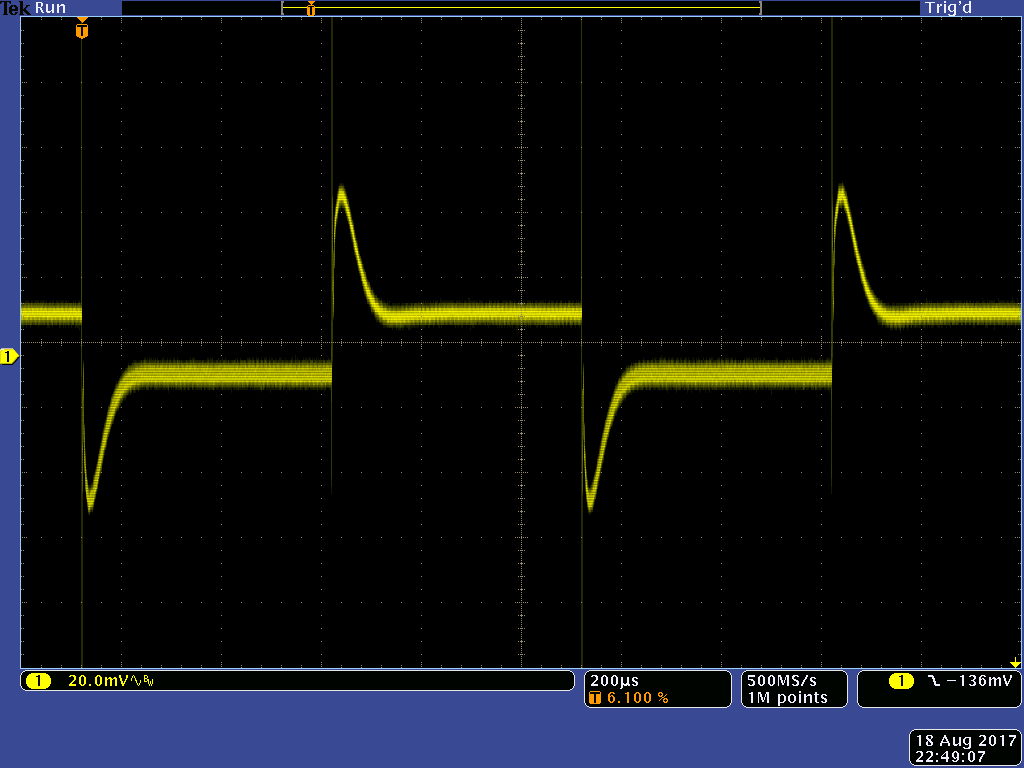 Tek Run Trig'd
T
T
1
1 20.0mV∿BW
200µs
T 6.100 %
500MS/s
1M points
1 ⤵ −136mV
18 Aug 2017
22:49:07